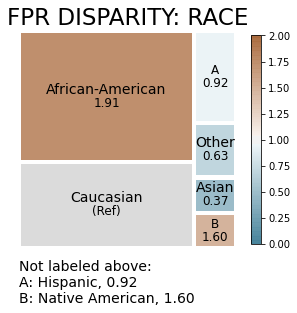 FPR DISPARITY: RACE
African-American
1.91
A
0.92
Other
0.63
Asian
0.37
Caucasian
(Ref)
B
1.60
2.00
1.75
1.50
1.25
1.00
0.75
0.50
0.25
0.00
Not labeled above:
A: Hispanic, 0.92
B: Native American, 1.60